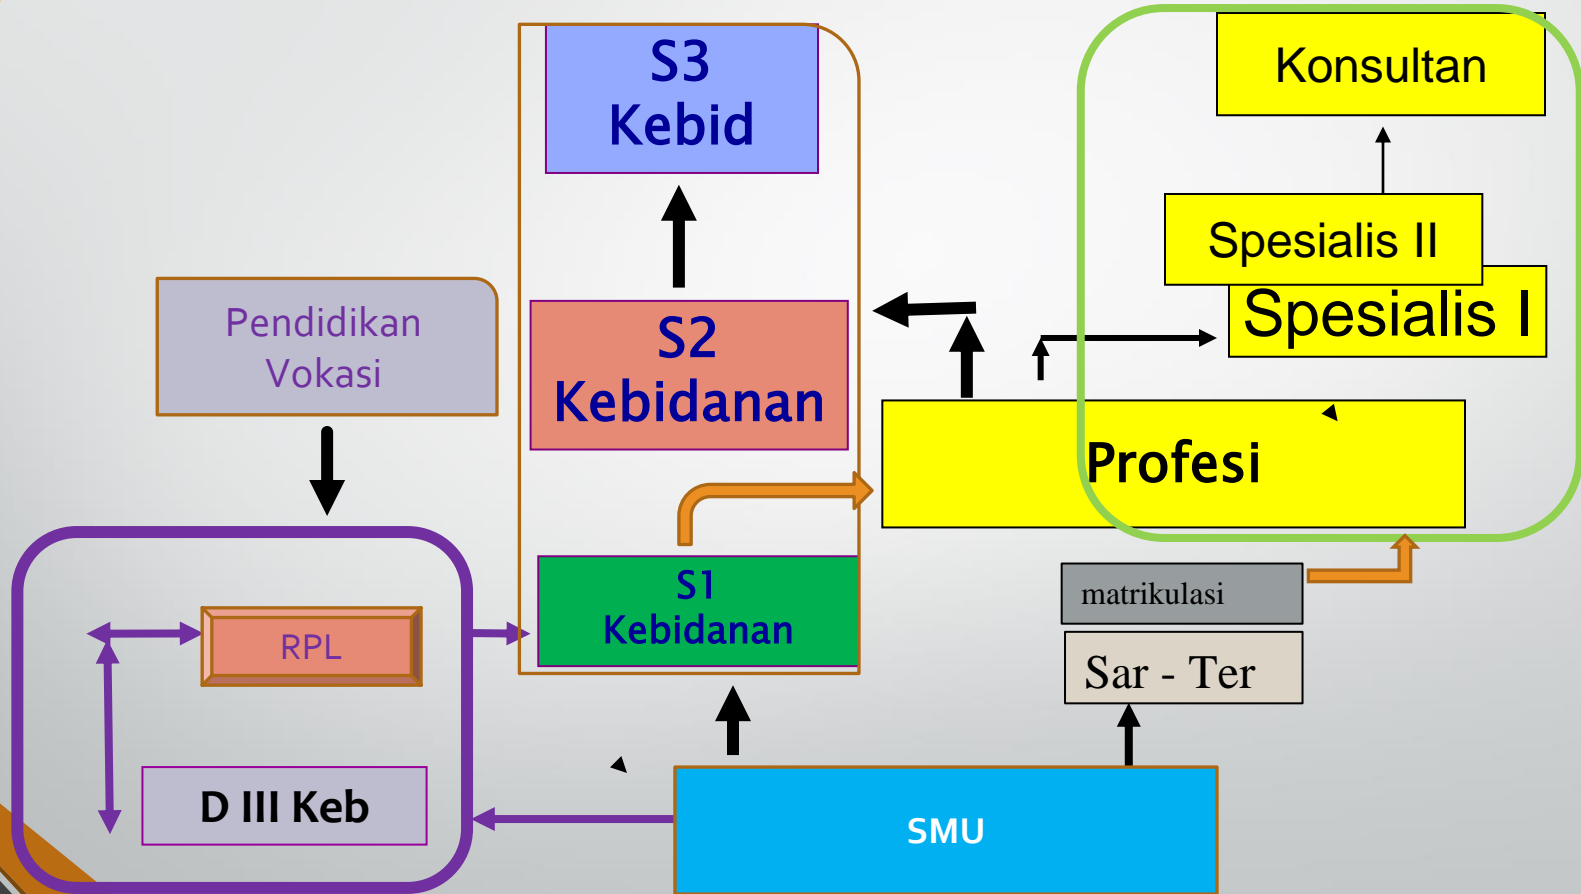 S3
Kebid
Konsultan
Spesialis II
Spesialis I
Pendidikan
Vokasi
S2
Kebidanan
Profesi
S1
Kebidanan
matrikulasi
Sar - Ter
RPL
D III Keb
SMU